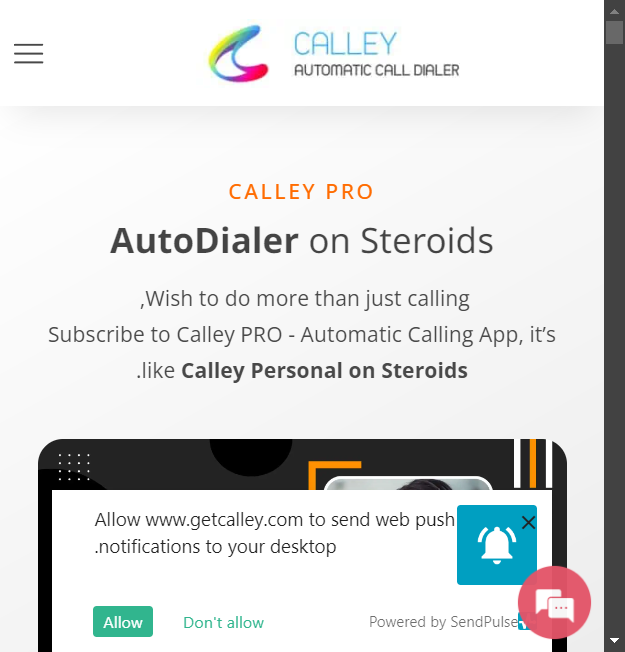 CALLEY
AUTOMATIC CALL DIALER
CALLEY PRO
AutoDialer on Steroids
,Wish to do more than just calling
Subscribe to Calley PRO - Automatic Calling App, it’s
.like Calley Personal on Steroids
Allow www.getcalley.com to send web push
.notifications to your desktop
Allow
Don't allow
Powered by SendPulse